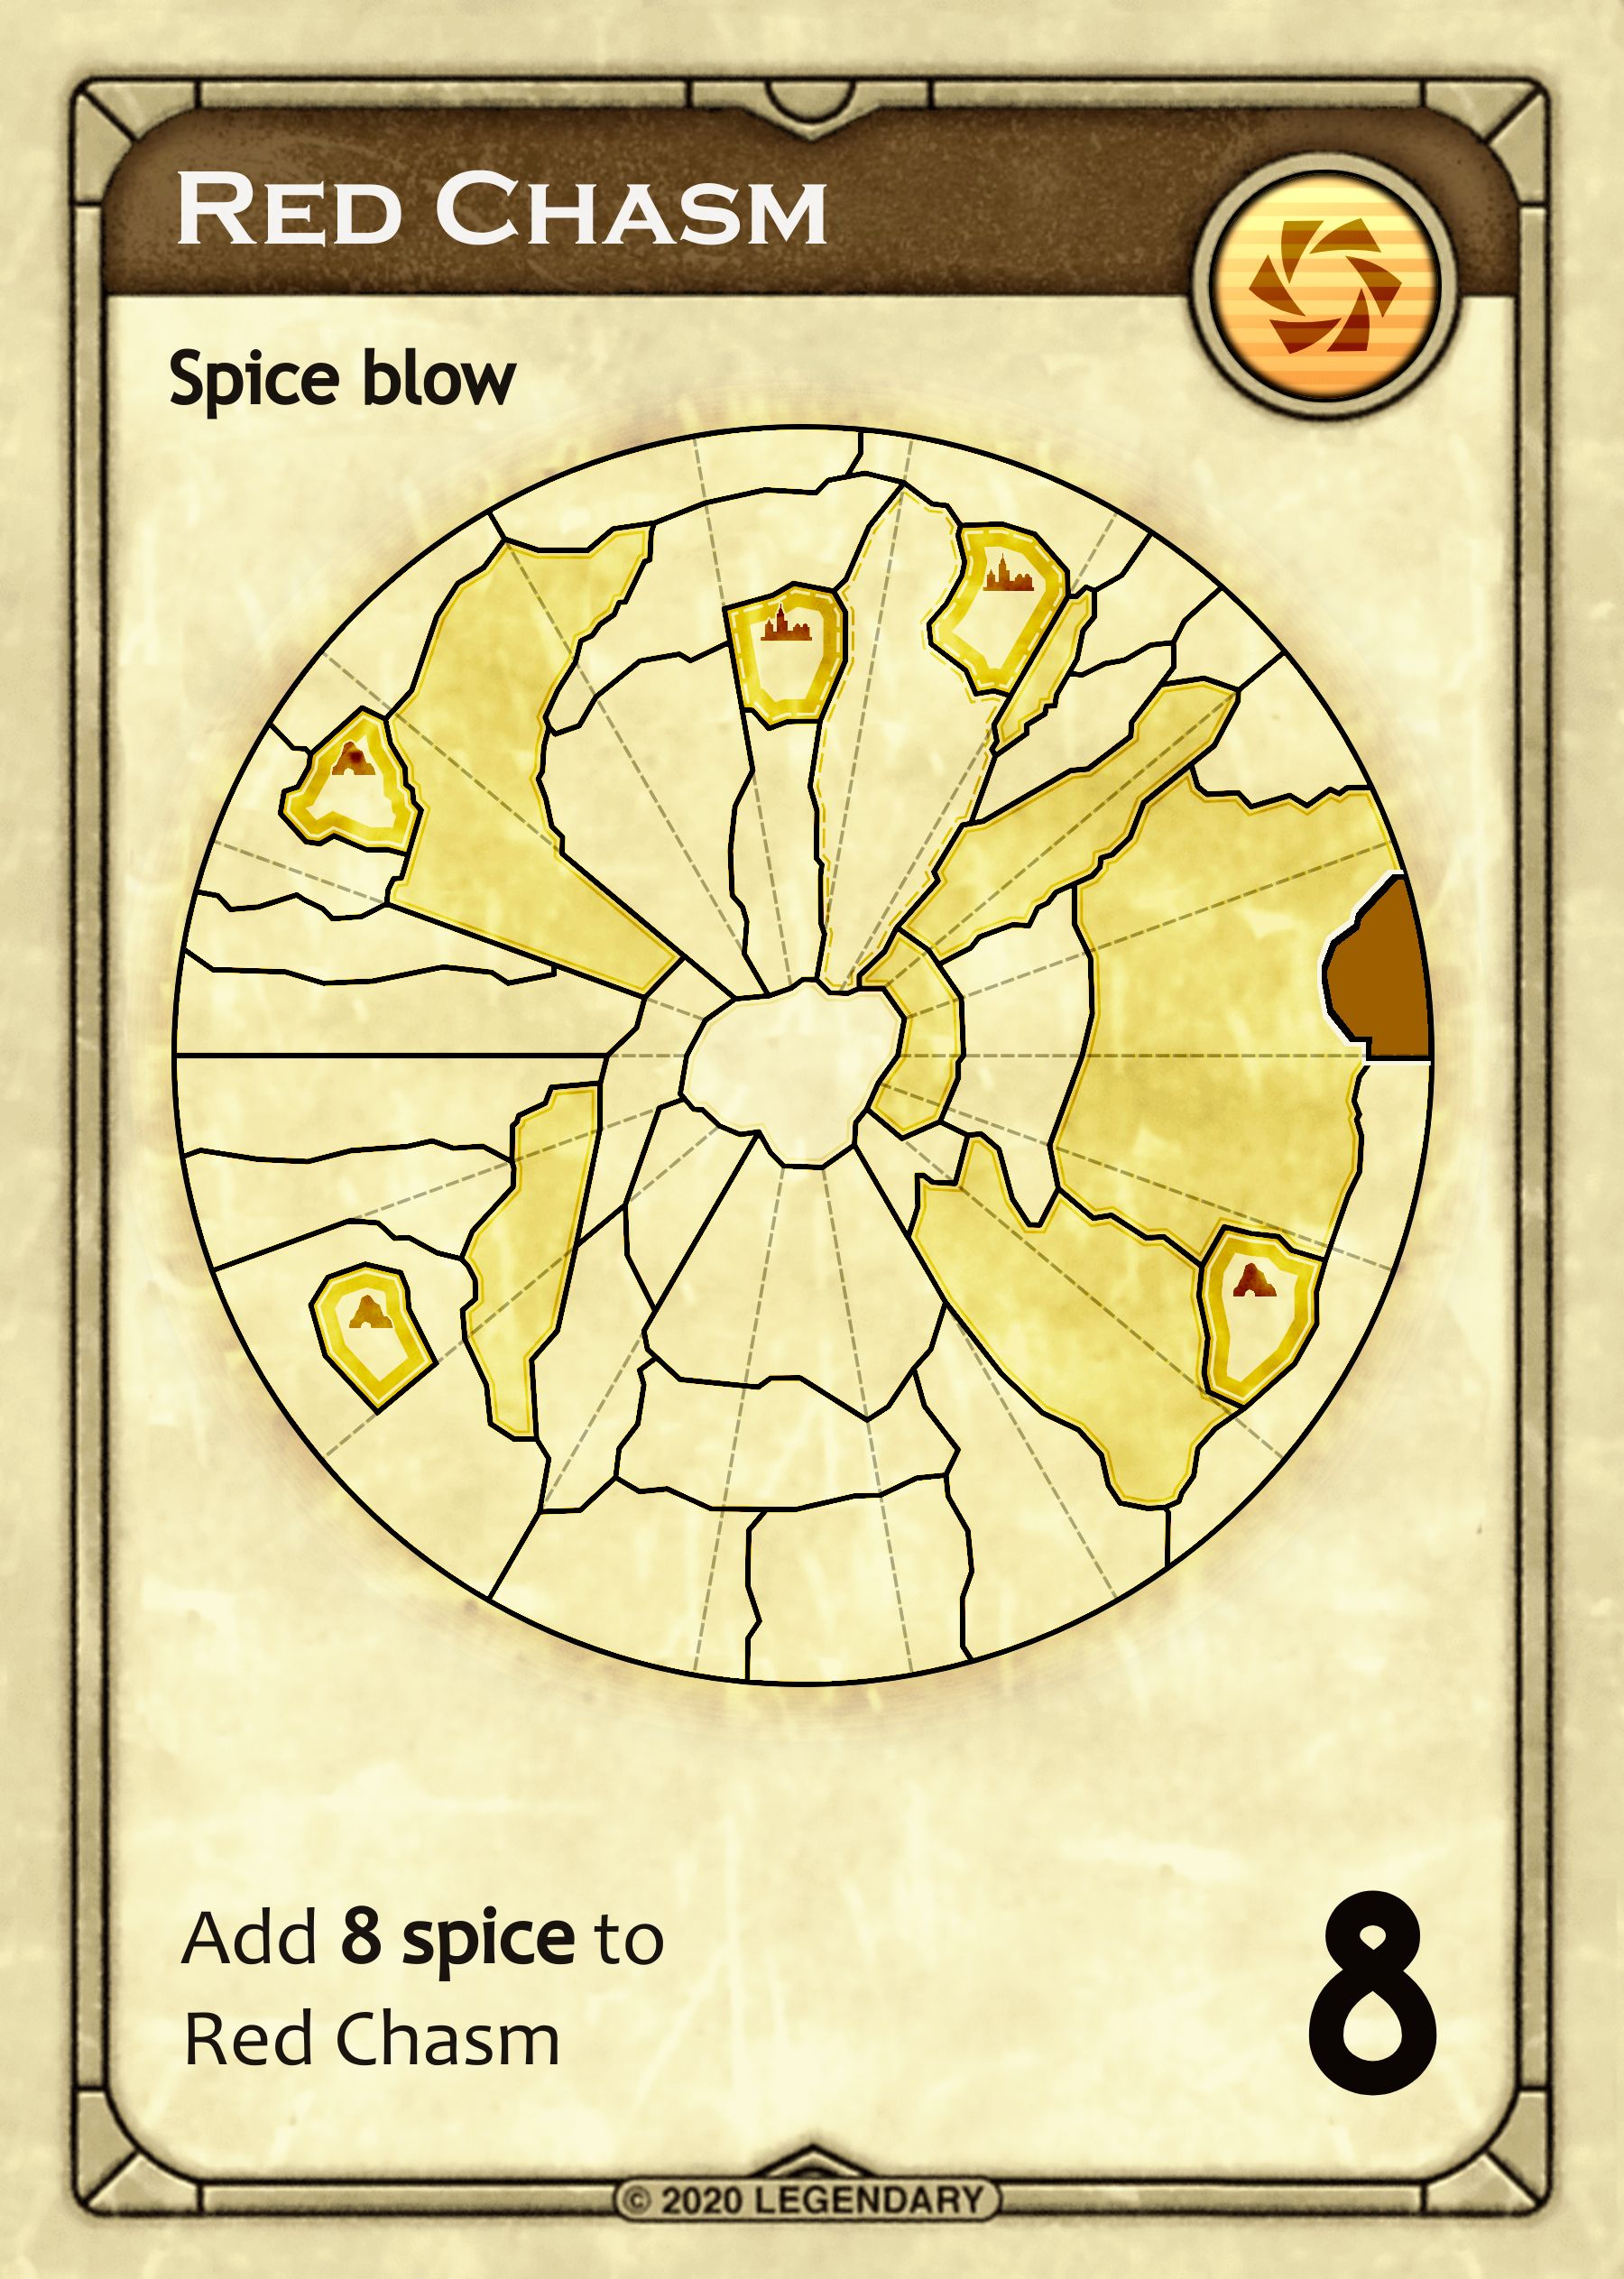 RED CHASM
Spice blow
Add 8 spice to
Red Chasm
8
© 2020 LEGENDARY